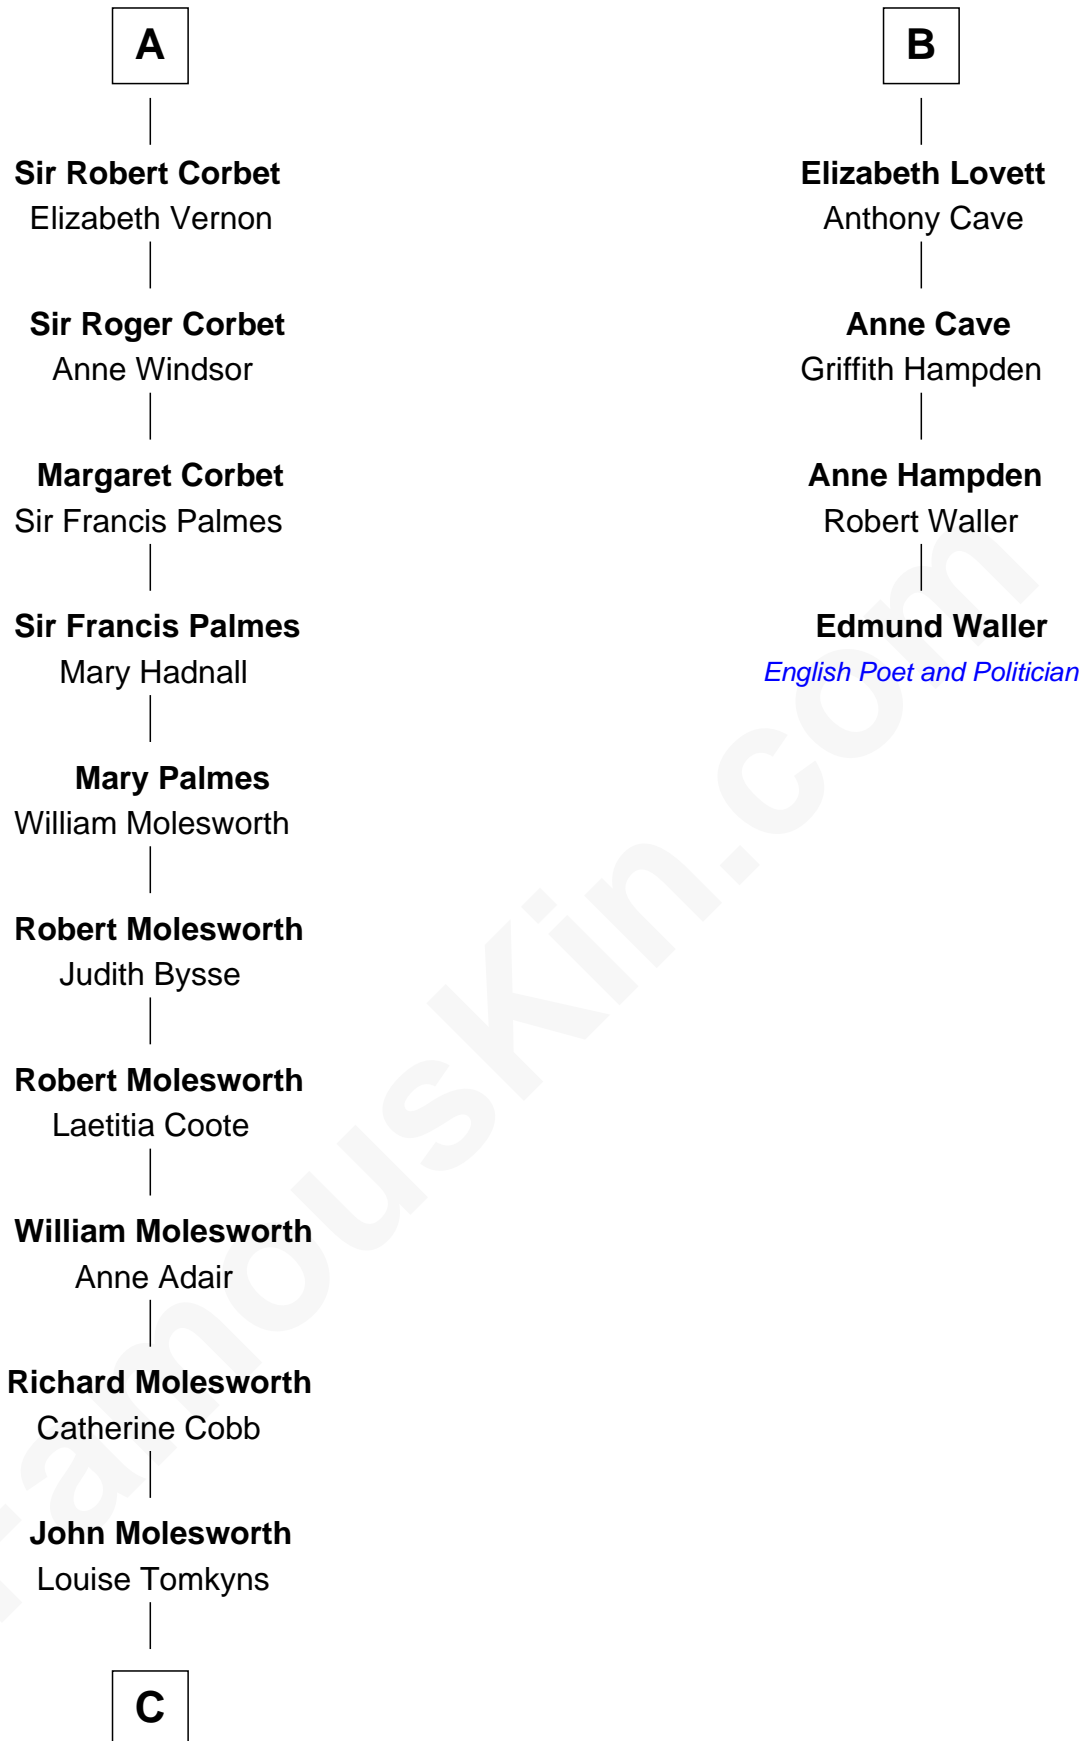 A
Sir Robert Corbet
Elizabeth Vernon
Sir Roger Corbet
Anne Windsor
Margaret Corbet
Sir Francis Palmes
Sir Francis Palmes
Mary Hadnall
Mary Palmes
William Molesworth
Robert Molesworth
Judith Bysse
Robert Molesworth
Laetitia Coote
William Molesworth
Anne Adair
Richard Molesworth
Catherine Cobb
John Molesworth
Louise Tomkyns
C
B
Elizabeth Lovett
Anthony Cave
Anne Cave
Griffith Hampden
Anne Hampden
Robert Waller
Edmund Waller
English Poet and Politician
FamousKin.com